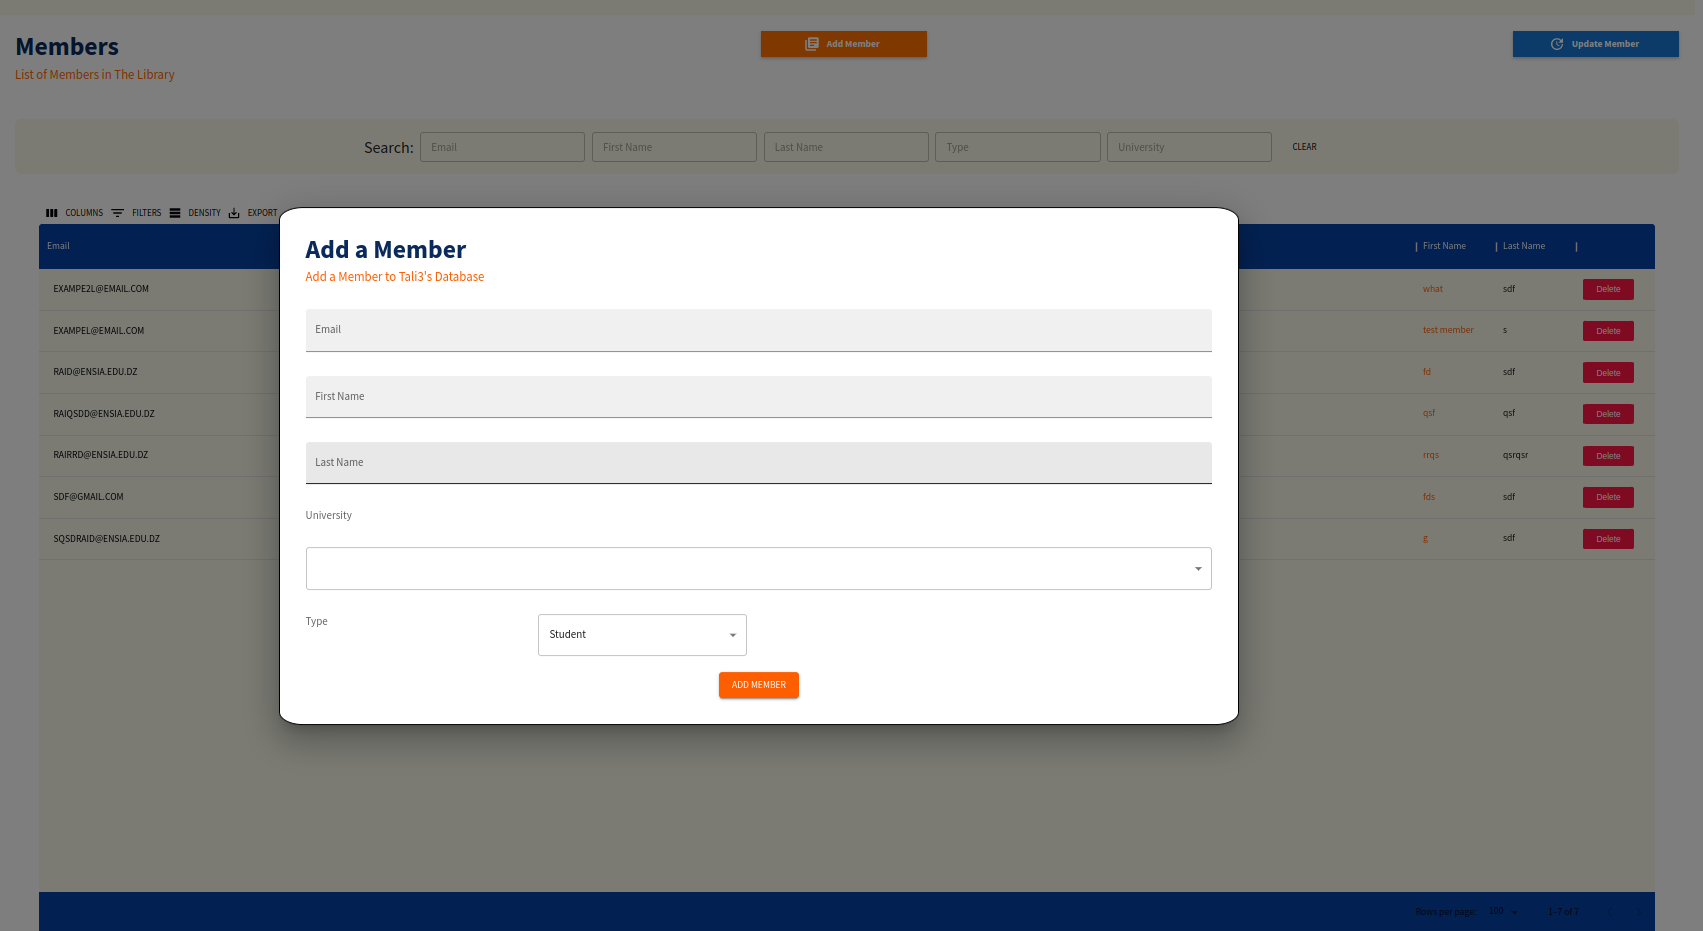 Members
List of Members in The Library
Add Member
Update Member
Search:
Email
First Name
Last Name
Type
University
CLEAR
COLUMNS
FILTERS
DENSITY
EXPORT
Email
First Name
Last Name
EXAMPE2L@EMAIL.COM
what
sdf
Delete
EXAMPEL@EMAIL.COM
test member
s
Delete
RAID@ENSIA.EDU.DZ
fd
sdf
Delete
RAIQSDD@ENSIA.EDU.DZ
qsf
qsf
Delete
RAIRRD@ENSIA.EDU.DZ
rrqs
qsrqsr
Delete
SDF@GMAIL.COM
fds
sdf
Delete
SQSDRAID@ENSIA.EDU.DZ
g
sdf
Delete
Add a Member
Add a Member to Tali3's Database
Email
First Name
Last Name
University
Type
Student
ADD MEMBER
Rows per page:
100
1–7 of 7